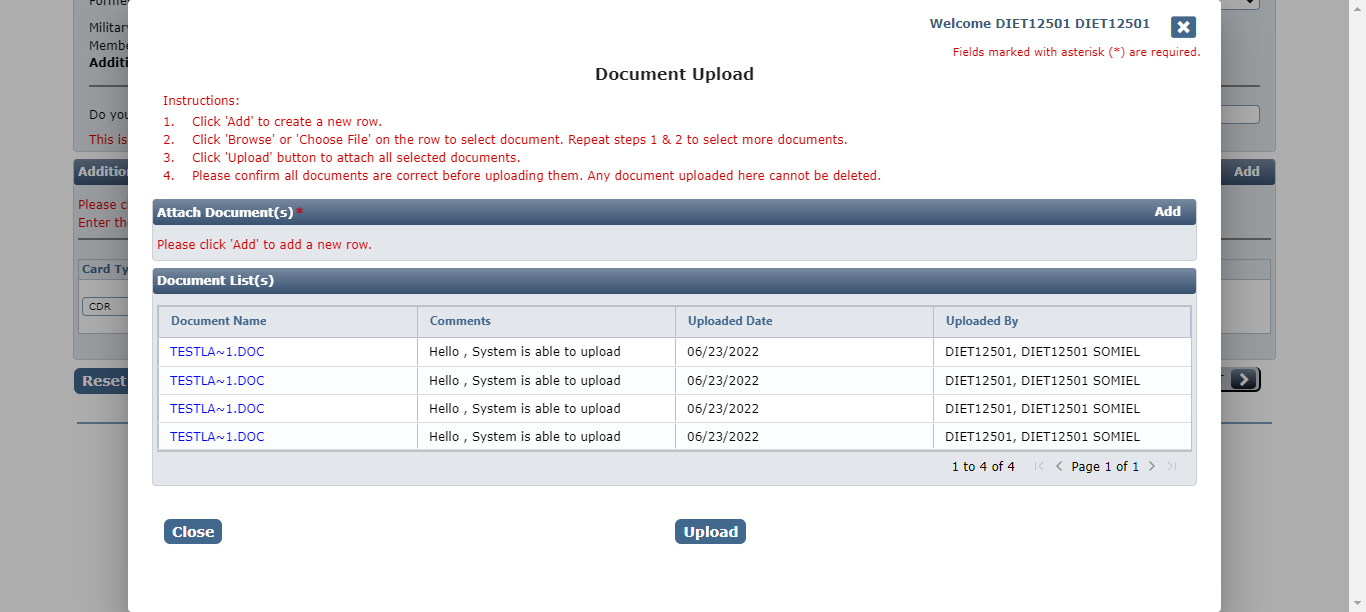 Military
Welcome DIET12501 DIET12501
Fields marked with asterisk (*) are required.
Document Upload
Instructions:
1. Click 'Add' to create a new row.
2. Click 'Browse' or 'Choose File' on the row to select document. Repeat steps 1 & 2 to select more documents.
3. Click 'Upload' button to attach all selected documents.
4. Please confirm all documents are correct before uploading them. Any document uploaded here cannot be deleted.
Do you
This is
Add
Please
Enter
Card
CDR
Reset
Attach Document(s)*
Add
Please click 'Add' to add a new row.
Document List(s)
Document Name Comments Uploaded Date Uploaded By
TESTLA~1.DOC Hello , System is able to upload 06/23/2022 DIET12501, DIET12501 SOMIEL
TESTLA~1.DOC Hello , System is able to upload 06/23/2022 DIET12501, DIET12501 SOMIEL
TESTLA~1.DOC Hello , System is able to upload 06/23/2022 DIET12501, DIET12501 SOMIEL
TESTLA~1.DOC Hello , System is able to upload 06/23/2022 DIET12501, DIET12501 SOMIEL
1 to 4 of 4 Page 1 of 1
Close
Upload